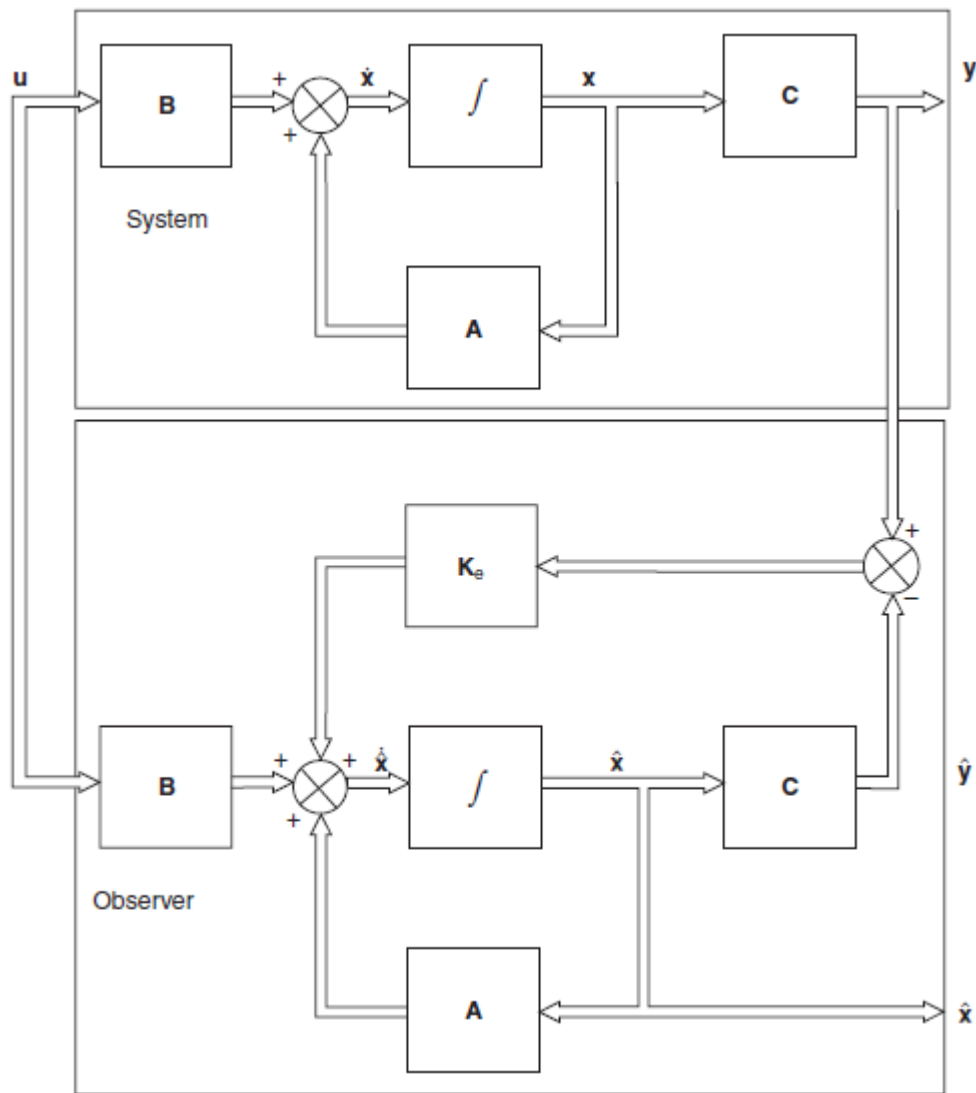 u
B
+
+
ẋ
∫
x
C
y
System
A
K_e
+
−
B
+
+
+
x̂̇
∫
x̂
C
ŷ
Observer
A
x̂